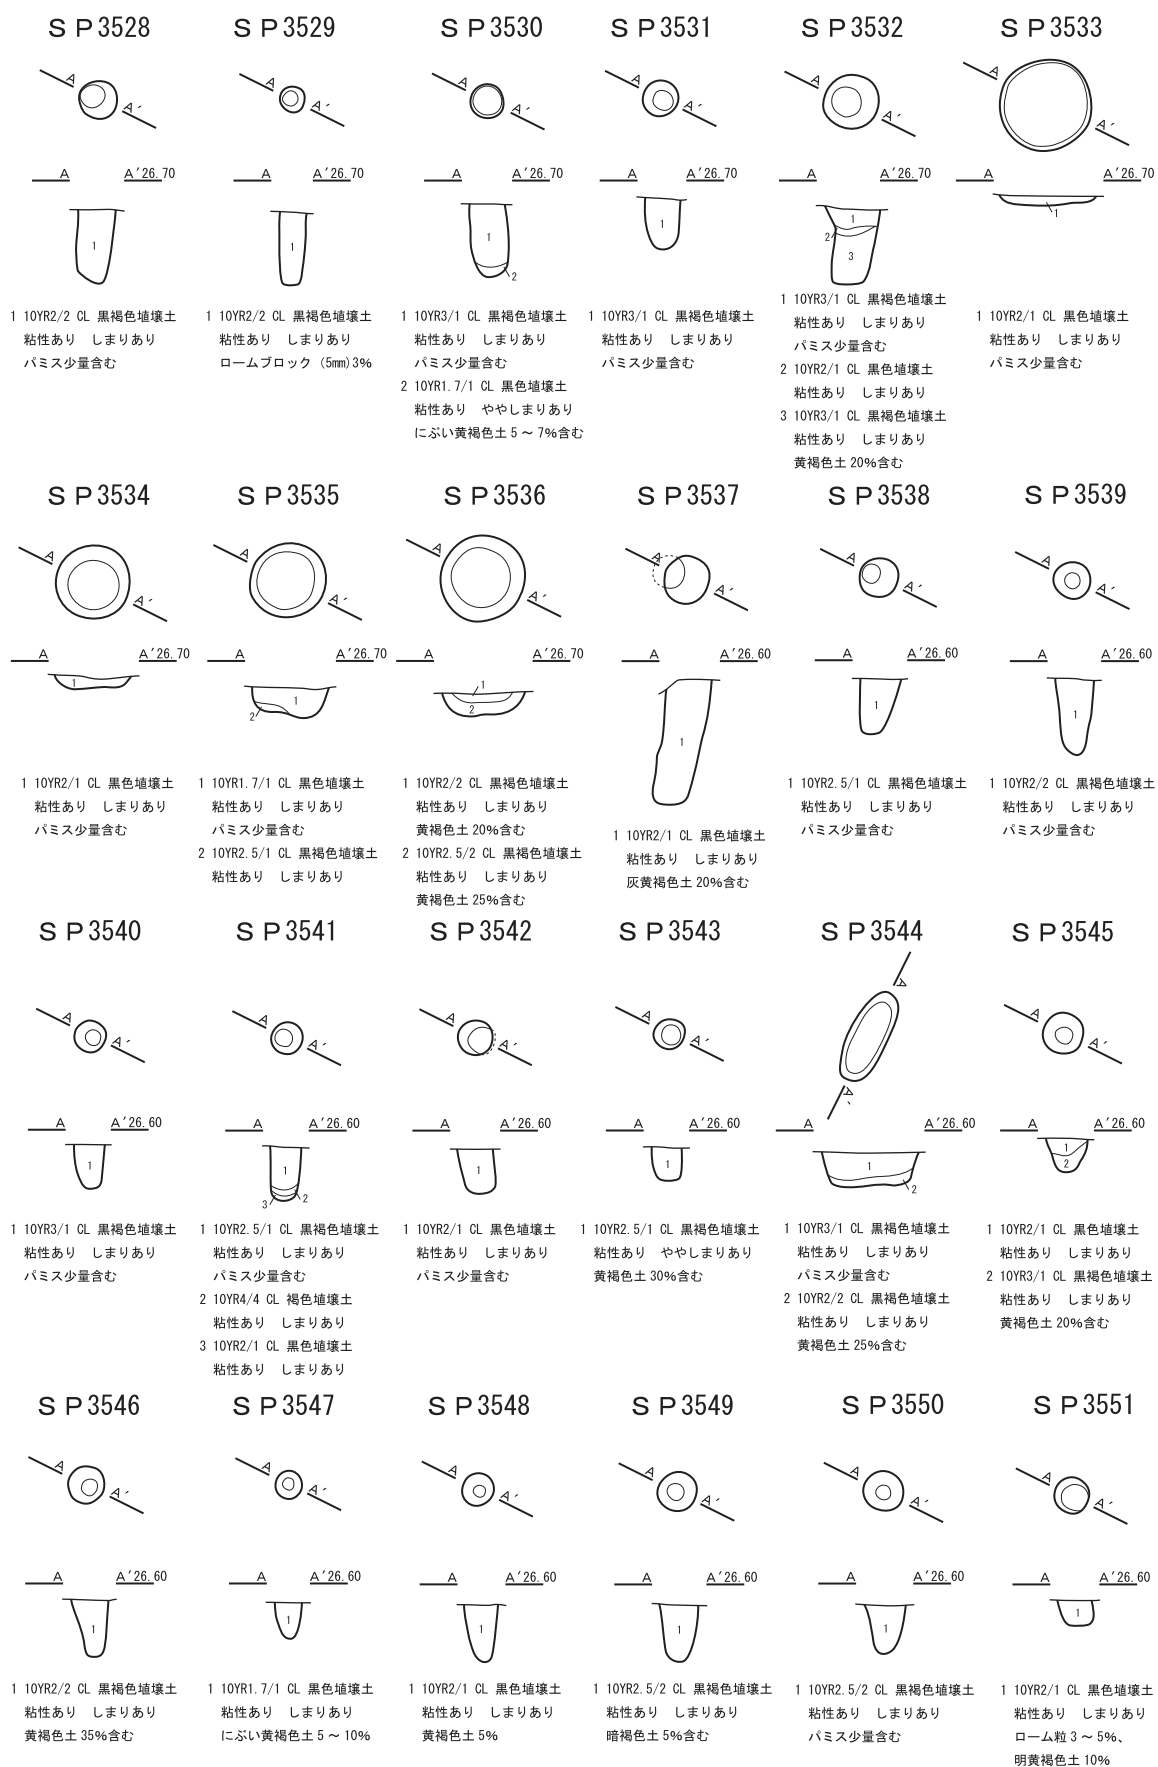 ＳＰ3528
A
A′
A
A′26.70
1
1 10YR2/2 CL 黒褐色埴壌土
粘性あり　しまりあり
パミス少量含む
ＳＰ3529
A
A′
A
A′26.70
1
1 10YR2/2 CL 黒褐色埴壌土
粘性あり　しまりあり
ロームブロック (5mm)3%
ＳＰ3530
A
A′
A
A′26.70
1
2
1 10YR3/1 CL 黒褐色埴壌土
粘性あり　しまりあり
パミス少量含む
2 10YR1.7/1 CL 黒色埴壌土
粘性あり　ややしまりあり
にぶい黄褐色土 5 ～ 7%含む
ＳＰ3531
A
A′
A
A′26.70
1
1 10YR3/1 CL 黒褐色埴壌土
粘性あり　しまりあり
パミス少量含む
ＳＰ3532
A
A′
A
A′26.70
1
2
3
1 10YR3/1 CL 黒褐色埴壌土
粘性あり　しまりあり
パミス少量含む
2 10YR2/1 CL 黒色埴壌土
粘性あり　しまりあり
3 10YR3/1 CL 黒褐色埴壌土
粘性あり　しまりあり
黄褐色土 20%含む
ＳＰ3533
A
A′
A
A′26.70
1
1 10YR2/1 CL 黒色埴壌土
粘性あり　しまりあり
パミス少量含む
ＳＰ3534
A
A′
A
A′26.70
1
1 10YR2/1 CL 黒色埴壌土
粘性あり　しまりあり
パミス少量含む
ＳＰ3535
A
A′
A
A′26.70
1
2
1 10YR1.7/1 CL 黒色埴壌土
粘性あり　しまりあり
パミス少量含む
2 10YR2.5/1 CL 黒褐色埴壌土
粘性あり　しまりあり
ＳＰ3536
A
A′
A
A′26.70
1
2
1 10YR2/2 CL 黒褐色埴壌土
粘性あり　しまりあり
黄褐色土 20%含む
2 10YR2.5/2 CL 黒褐色埴壌土
粘性あり　しまりあり
黄褐色土 25%含む
ＳＰ3537
A
A′
A
A′26.60
1
1 10YR2/1 CL 黒色埴壌土
粘性あり　しまりあり
灰黄褐色土 20%含む
ＳＰ3538
A
A′
A
A′26.60
1
1 10YR2.5/1 CL 黒褐色埴壌土
粘性あり　しまりあり
パミス少量含む
ＳＰ3539
A
A′
A
A′26.60
1
1 10YR2/2 CL 黒褐色埴壌土
粘性あり　しまりあり
パミス少量含む
ＳＰ3540
A
A′
A
A′26.60
1
1 10YR3/1 CL 黒褐色埴壌土
粘性あり　しまりあり
パミス少量含む
ＳＰ3541
A
A′
A
A′26.60
1
2
3
1 10YR2.5/1 CL 黒褐色埴壌土
粘性あり　しまりあり
パミス少量含む
2 10YR4/4 CL 褐色埴壌土
粘性あり　しまりあり
3 10YR2/1 CL 黒色埴壌土
粘性あり　しまりあり
ＳＰ3542
A
A′
A
A′26.60
1
1 10YR2/1 CL 黒色埴壌土
粘性あり　しまりあり
パミス少量含む
ＳＰ3543
A
A′
A
A′26.60
1
1 10YR2.5/1 CL 黒褐色埴壌土
粘性あり　ややしまりあり
黄褐色土 30%含む
ＳＰ3544
A
A′
A
A′26.60
1
2
1 10YR3/1 CL 黒褐色埴壌土
粘性あり　しまりあり
パミス少量含む
2 10YR2/2 CL 黒褐色埴壌土
粘性あり　しまりあり
黄褐色土 25%含む
ＳＰ3545
A
A′
A
A′26.60
1
2
1 10YR2/1 CL 黒色埴壌土
粘性あり　しまりあり
2 10YR3/1 CL 黒褐色埴壌土
粘性あり　しまりあり
黄褐色土 20%含む
ＳＰ3546
A
A′
A
A′26.60
1
1 10YR2/2 CL 黒褐色埴壌土
粘性あり　しまりあり
黄褐色土 35%含む
ＳＰ3547
A
A′
A
A′26.60
1
1 10YR1.7/1 CL 黒色埴壌土
粘性あり　しまりあり
にぶい黄褐色土 5 ～ 10%
ＳＰ3548
A
A′
A
A′26.60
1
1 10YR2/1 CL 黒色埴壌土
粘性あり　しまりあり
黄褐色土 5%
ＳＰ3549
A
A′
A
A′26.60
1
1 10YR2.5/2 CL 黒褐色埴壌土
粘性あり　しまりあり
暗褐色土 5%含む
ＳＰ3550
A
A′
A
A′26.60
1
1 10YR2.5/2 CL 黒褐色埴壌土
粘性あり　しまりあり
パミス少量含む
ＳＰ3551
A
A′
A
A′26.60
1
1 10YR2/1 CL 黒色埴壌土
粘性あり　しまりあり
ローム粒 3 ～ 5%、
明黄褐色土 10%